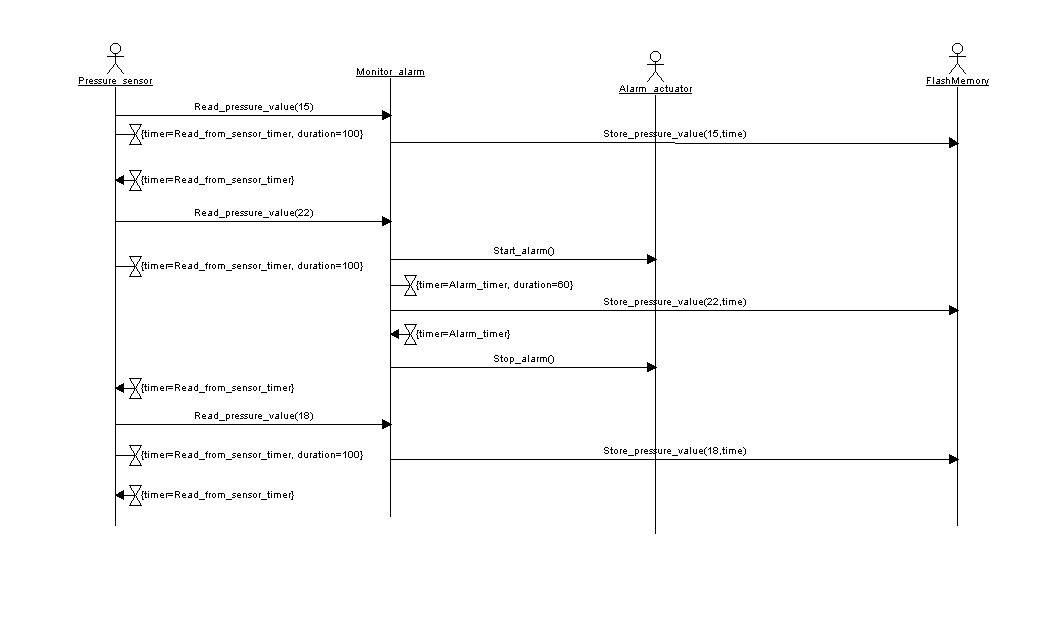 Pressure_sensor
Monitor_alarm
Alarm_actuator
FlashMemory
Read_pressure_value(15)
{timer=Read_from_sensor_timer, duration=100}
Store_pressure_value(15,time)
{timer=Read_from_sensor_timer}
Read_pressure_value(22)
Start_alarm()
{timer=Read_from_sensor_timer, duration=100}
{timer=Alarm_timer, duration=60}
Store_pressure_value(22,time)
{timer=Alarm_timer}
Stop_alarm()
{timer=Read_from_sensor_timer}
Read_pressure_value(18)
Store_pressure_value(18,time)
{timer=Read_from_sensor_timer, duration=100}
{timer=Read_from_sensor_timer}